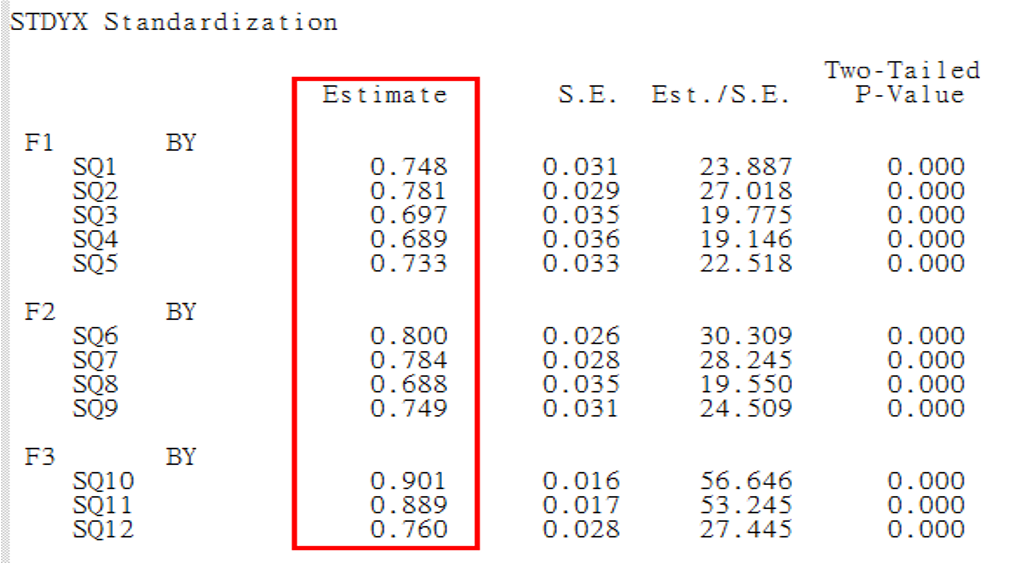 STDYX Standardization
Two-Tailed
Estimate S.E. Est./S.E. P-Value
F1 BY
SQ1 0.748 0.031 23.887 0.000
SQ2 0.781 0.029 27.018 0.000
SQ3 0.697 0.035 19.775 0.000
SQ4 0.689 0.036 19.146 0.000
SQ5 0.733 0.033 22.518 0.000
F2 BY
SQ6 0.800 0.026 30.309 0.000
SQ7 0.784 0.028 28.245 0.000
SQ8 0.688 0.035 19.550 0.000
SQ9 0.749 0.031 24.509 0.000
F3 BY
SQ10 0.901 0.016 56.646 0.000
SQ11 0.889 0.017 53.245 0.000
SQ12 0.760 0.028 27.445 0.000